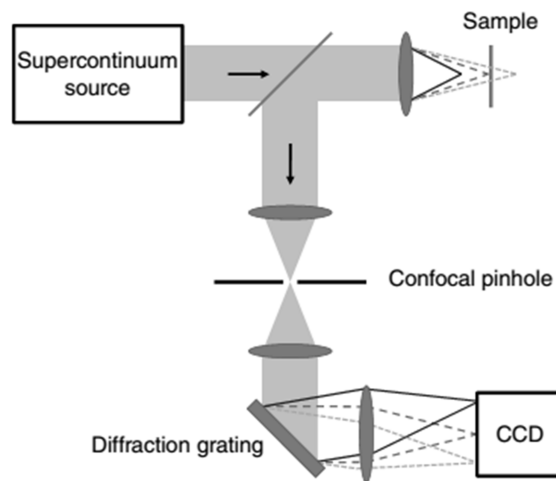 Sample
Supercontinuum
source
Confocal pinhole
Diffraction grating
CCD